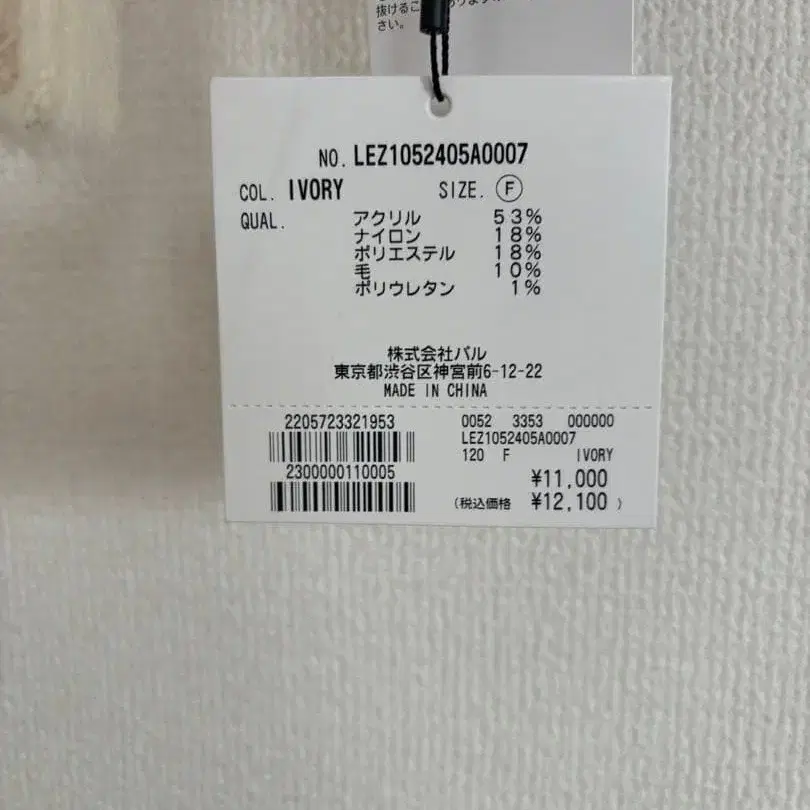 さい。
NO. LEZ1052405A0007
COL. IVORY SIZE. Ⓕ
QUAL. アクリル 53%
ナイロン 18%
ポリエステル 18%
毛 10%
ポリウレタン 1%
株式会社パル
東京都渋谷区神宮前6-12-22
MADE IN CHINA
2205723321953 0052 3353 000000
LEZ1052405A0007
2300000110005 120 F IVORY
¥11,000
(税込価格 ¥12,100 )